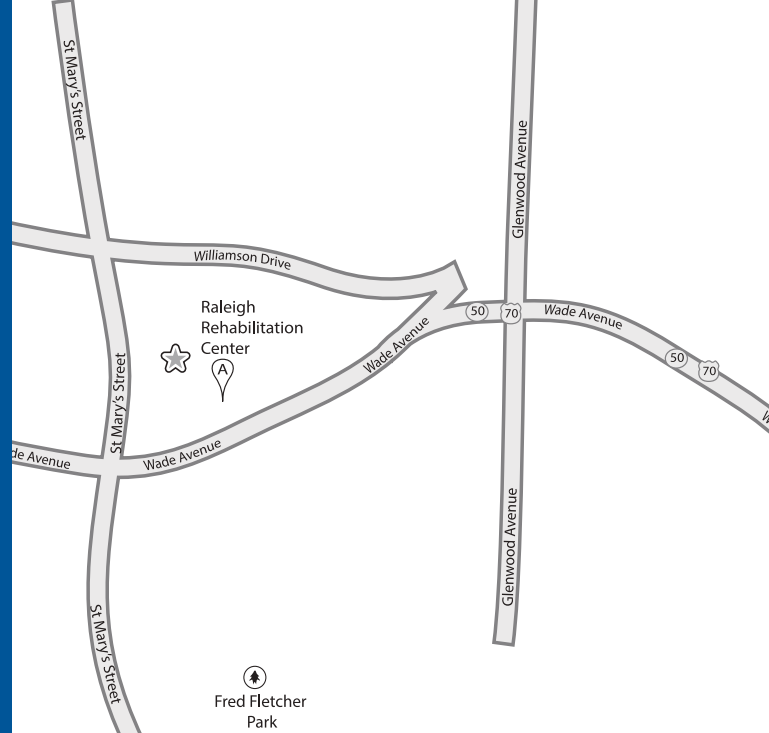 St Mary's Street
Glenwood Avenue
Williamson Drive
Raleigh
Rehabilitation
Center
A
50
70
Wade Avenue
Wade Avenue
50
70
St Mary's Street
de Avenue
Wade Avenue
Glenwood Avenue
St Mary's Street
Fred Fletcher
Park